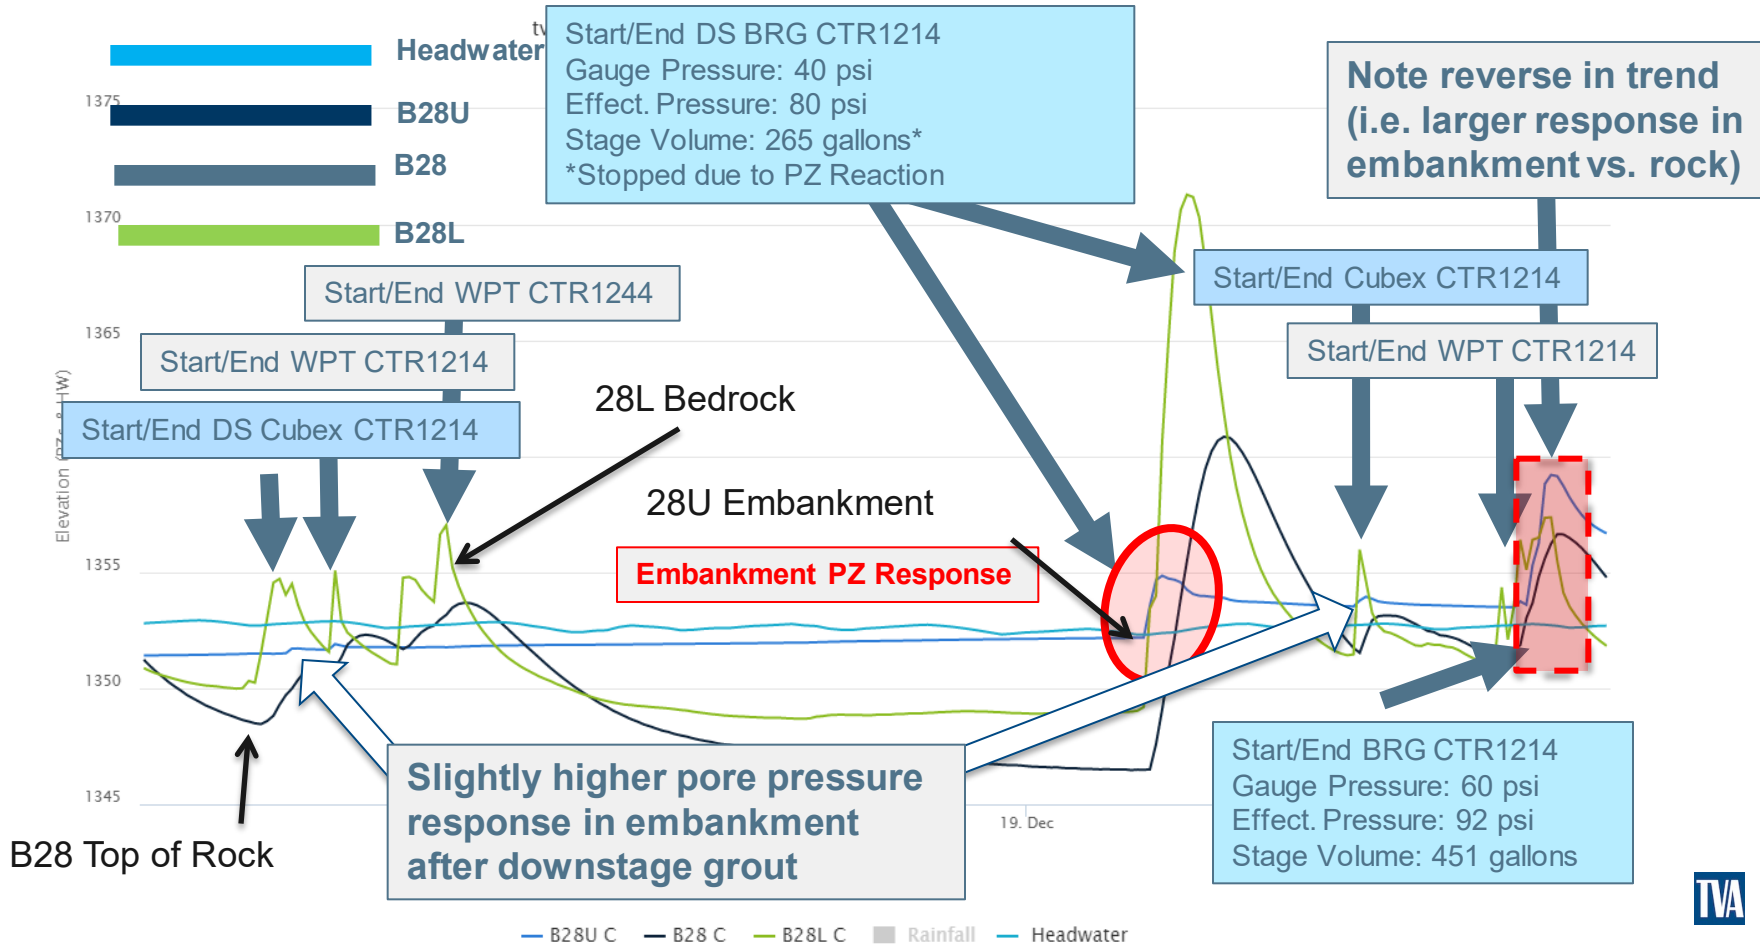 tv
Headwater
B28U
B28
B28L
Start/End DS BRG CTR1214
Gauge Pressure: 40 psi
Effect. Pressure: 80 psi
Stage Volume: 265 gallons*
*Stopped due to PZ Reaction
Note reverse in trend
(i.e. larger response in
embankment vs. rock)
1375
1370
1365
1355
1350
1345
Start/End WPT CTR1244
Start/End WPT CTR1214
Start/End DS Cubex CTR1214
Start/End Cubex CTR1214
Start/End WPT CTR1214
28L Bedrock
28U Embankment
Embankment PZ Response
Elevation
Slightly higher pore pressure
response in embankment
after downstage grout
B28 Top of Rock
19. Dec
Start/End BRG CTR1214
Gauge Pressure: 60 psi
Effect. Pressure: 92 psi
Stage Volume: 451 gallons
TVA
B28U C
B28 C
B28L C
Rainfall
Headwater